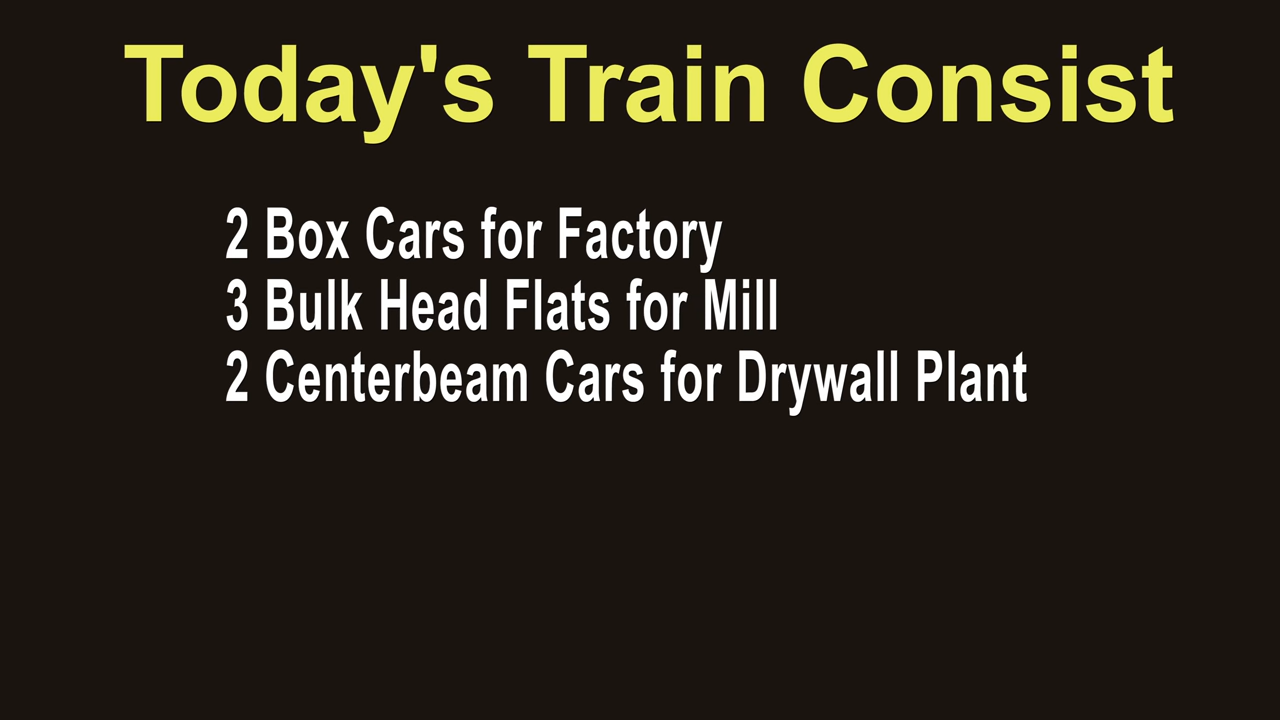 Today's Train Consist
2 Box Cars for Factory
3 Bulk Head Flats for Mill
2 Centerbeam Cars for Drywall Plant